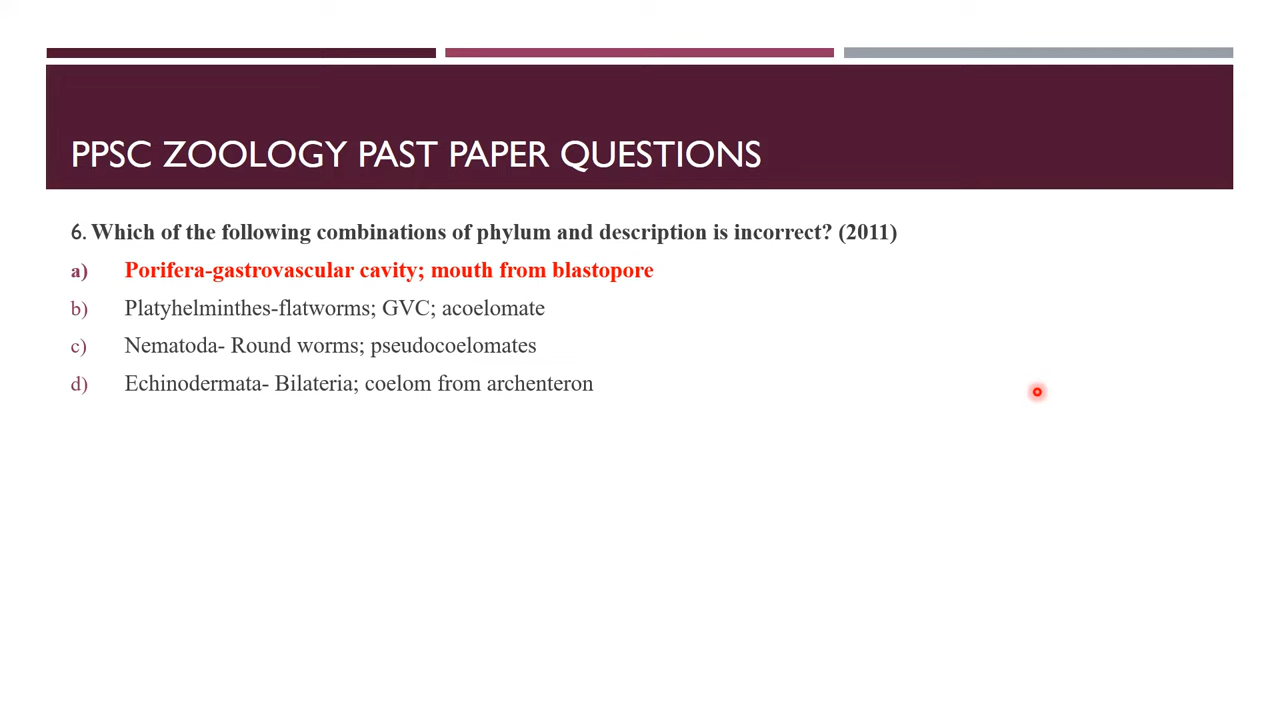 PPSC ZOOLOGY PAST PAPER QUESTIONS
6. Which of the following combinations of phylum and description is incorrect? (2011)
a) Porifera-gastrovascular cavity; mouth from blastopore
b) Platyhelminthes-flatworms; GVC; acoelomate
c) Nematoda- Round worms; pseudocoelomates
d) Echinodermata- Bilateria; coelom from archenteron